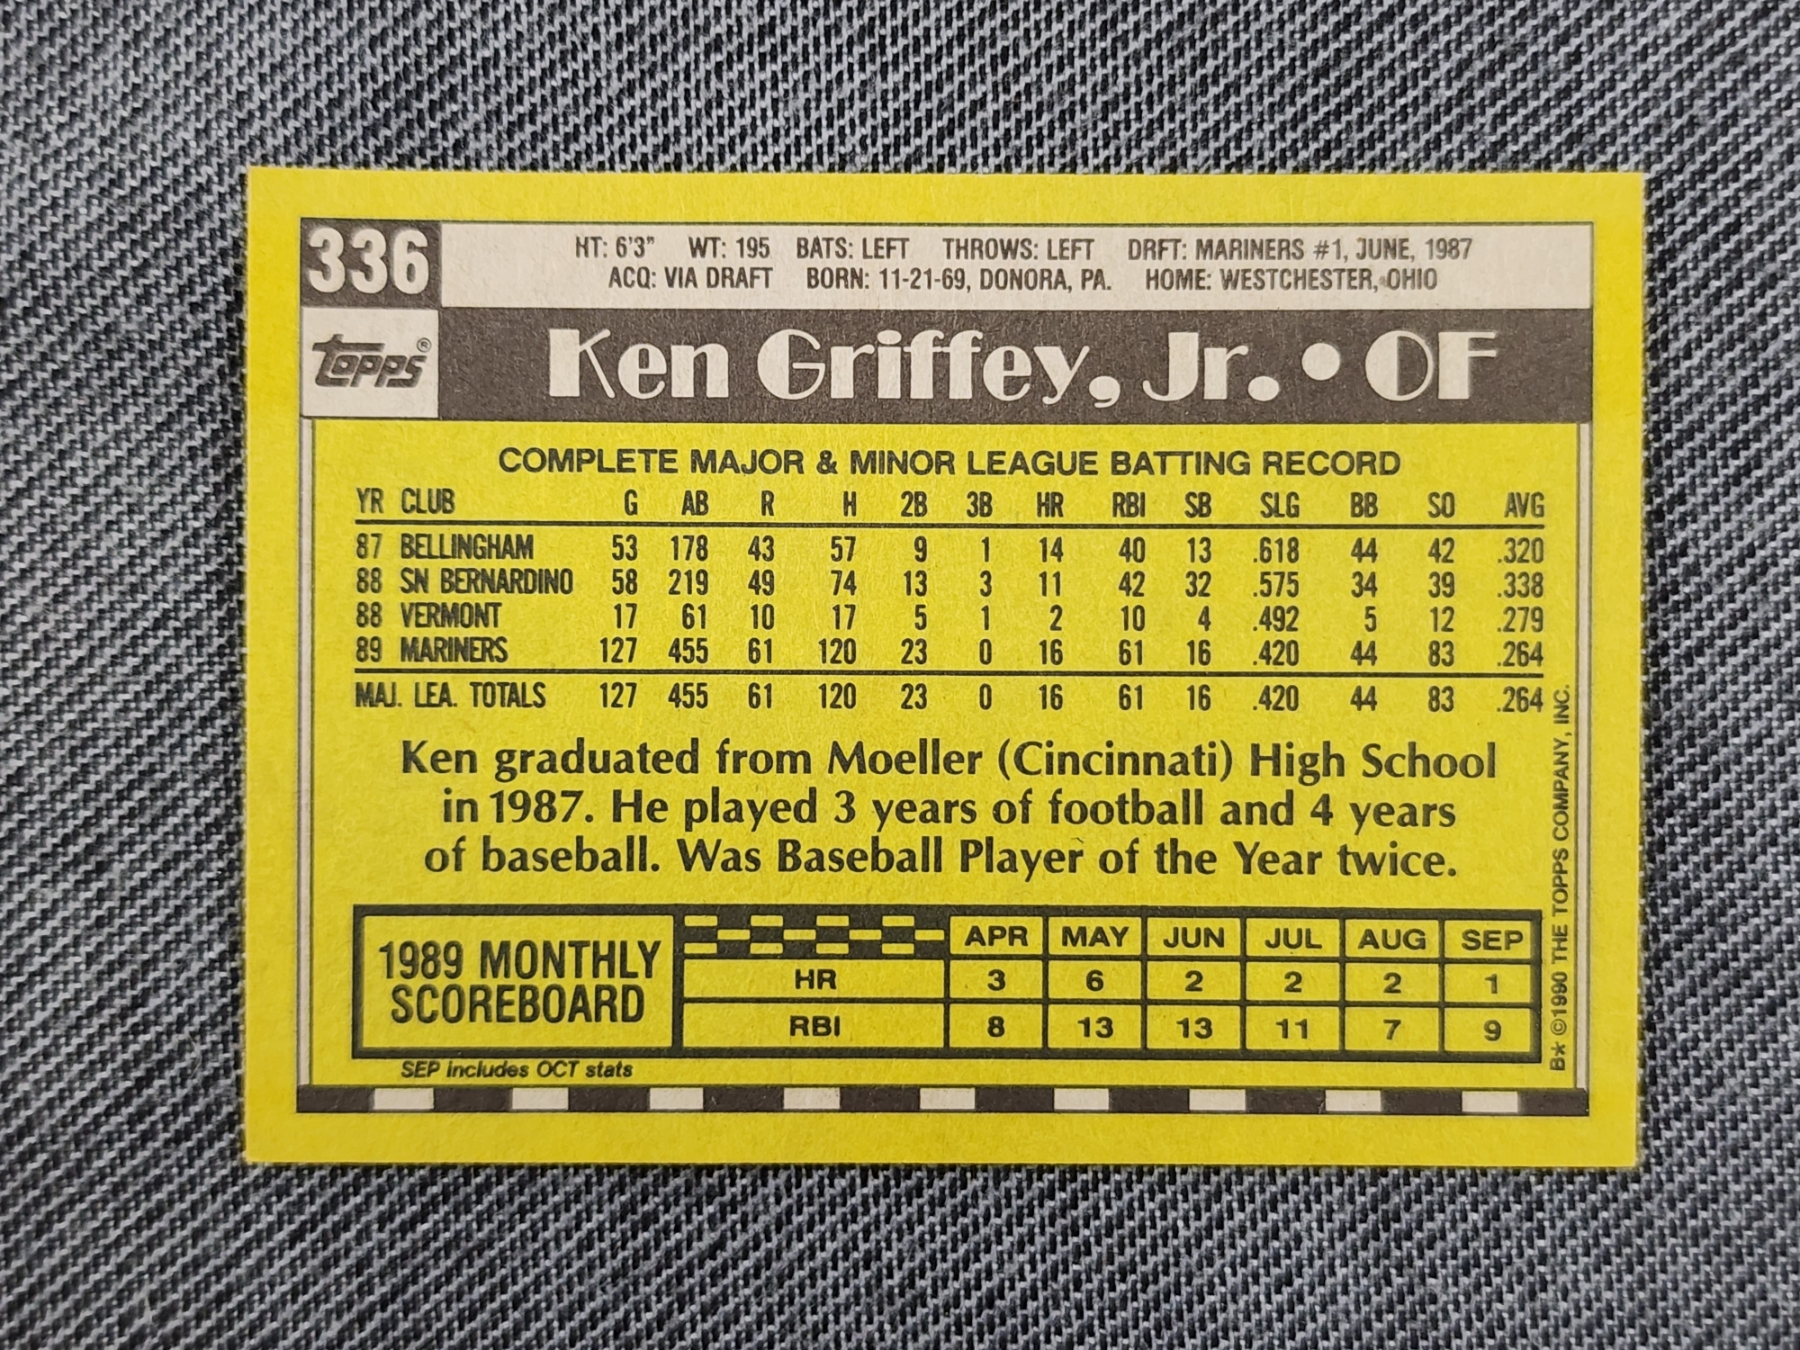 336
HT: 6'3" WT: 195 BATS: LEFT THROWS: LEFT DRFT: MARINERS #1, JUNE, 1987
ACQ: VIA DRAFT BORN: 11-21-69, DONORA, PA. HOME: WESTCHESTER, OHIO
TOPPS®
Ken Griffey, Jr. • OF
COMPLETE MAJOR & MINOR LEAGUE BATTING RECORD
YR CLUB G AB R H 2B 3B HR RBI SB SLG BB SO AVG
87 BELLINGHAM 53 178 43 57 9 1 14 40 13 .618 44 42 .320
88 SN BERNARDINO 58 219 49 74 13 3 11 42 32 .575 34 39 .338
88 VERMONT 17 61 10 17 5 1 2 10 4 .492 5 12 .279
89 MARINERS 127 455 61 120 23 0 16 61 16 .420 44 83 .264
MAJ. LEA. TOTALS 127 455 61 120 23 0 16 61 16 .420 44 83 .264
Ken graduated from Moeller (Cincinnati) High School
in 1987. He played 3 years of football and 4 years
of baseball. Was Baseball Player of the Year twice.
1989 MONTHLY
SCOREBOARD
APR MAY JUN JUL AUG SEP
HR 3 6 2 2 2 1
RBI 8 13 13 11 7 9
SEP includes OCT stats
B* ©1990 THE TOPPS COMPANY, INC.